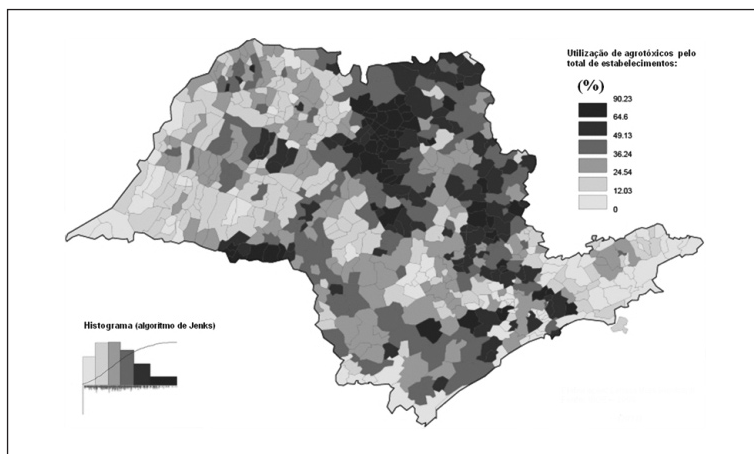 Utilização de agrotóxicos pelo
total de estabelecimentos:
(%)
90.23
64.6
49.13
36.24
24.54
12.03
0
Histograma (algoritmo de Jenks)